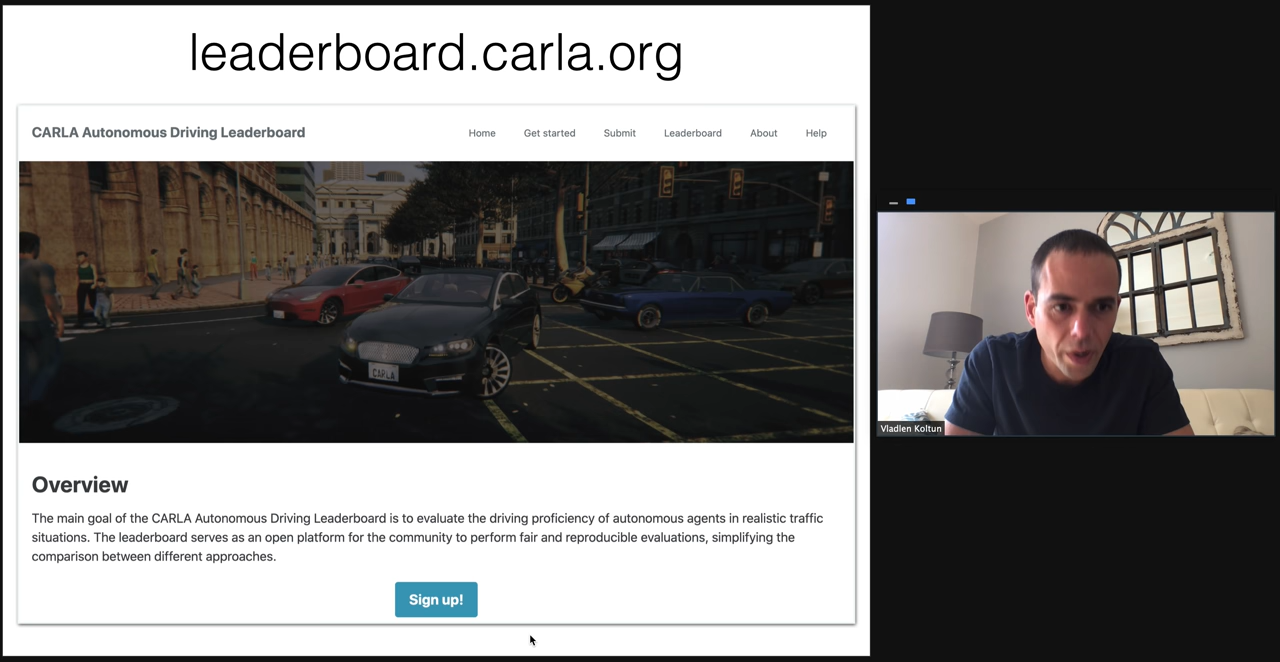 leaderboard.carla.org
CARLA Autonomous Driving Leaderboard
Home Get started Submit Leaderboard About Help
CARLA
Overview
The main goal of the CARLA Autonomous Driving Leaderboard is to evaluate the driving proficiency of autonomous agents in realistic traffic
situations. The leaderboard serves as an open platform for the community to perform fair and reproducible evaluations, simplifying the
comparison between different approaches.
Sign up!
Vladlen Koltun